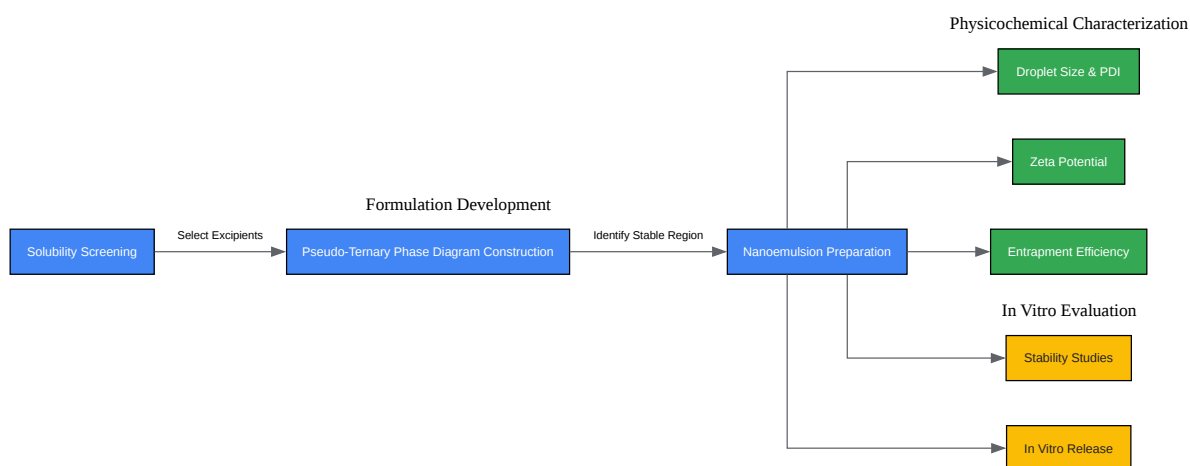 Physicochemical Characterization
Droplet Size & PDI
Zeta Potential
Formulation Development
Solubility Screening
Select Excipients
Pseudo-Ternary Phase Diagram Construction
Identify Stable Region
Nanoemulsion Preparation
Entrapment Efficiency
In Vitro Evaluation
Stability Studies
In Vitro Release